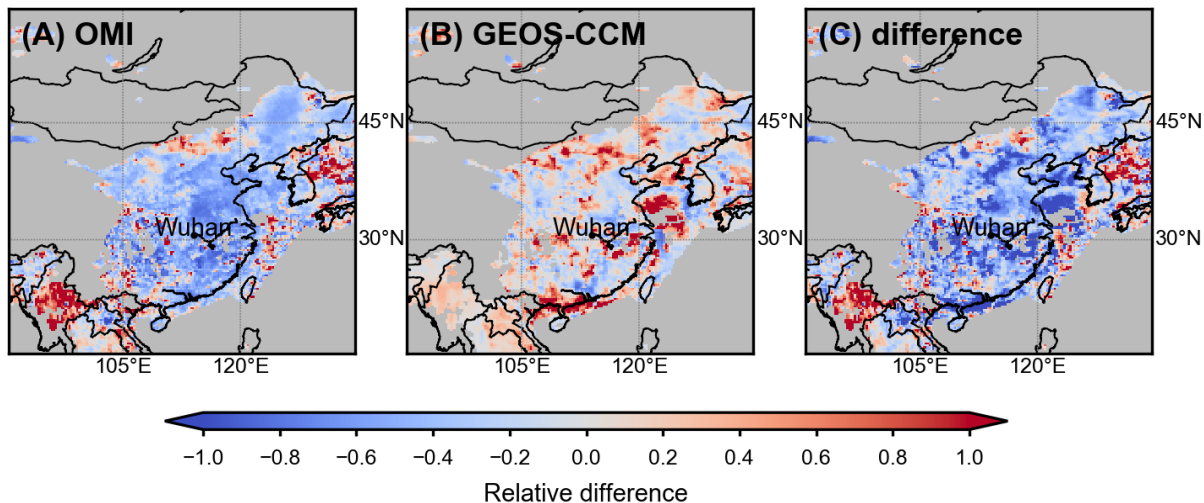 (A) OMI
(B) GEOS-CCM
(C) difference
45°N
45°N
Wuhan
Wuhan
Wuhan
30°N
30°N
105°E
120°E
105°E
120°E
105°E
120°E
−1.0
−0.8
−0.6
−0.4
−0.2
0.0
0.2
0.4
0.6
0.8
1.0
Relative difference